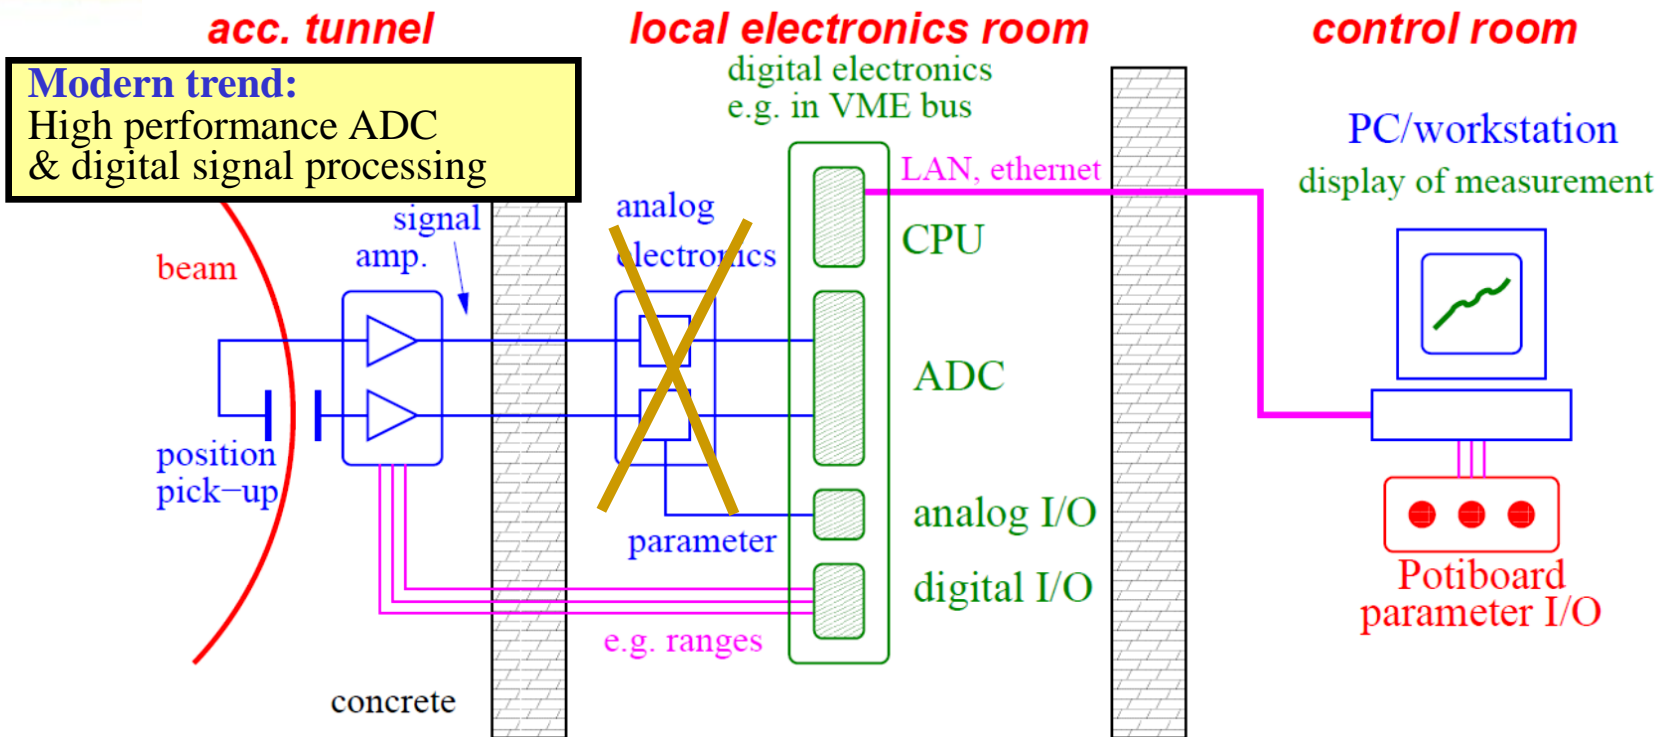 acc. tunnel
local electronics room
control room
Modern trend:
High performance ADC
& digital signal processing
digital electronics
e.g. in VME bus
PC/workstation
display of measurement
LAN, ethernet
signal
amp.
analog
electronics
beam
CPU
ADC
position
pick−up
parameter
analog I/O
digital I/O
e.g. ranges
Potiboard
parameter I/O
concrete